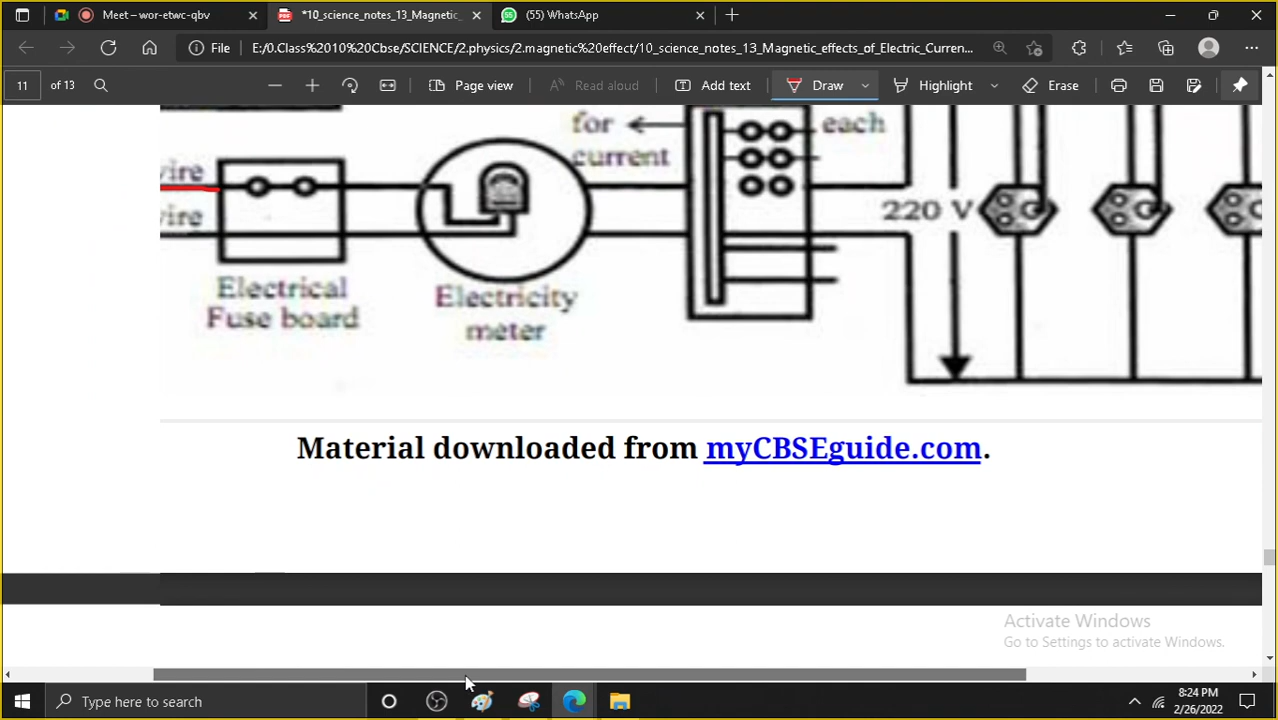 Meet – wor-etwc-qbv
*10_science_notes_13_Magnetic_
(55) WhatsApp
File
E:/0.Class%2010%20Cbse/SCIENCE/2.physics/2.magnetic%20effect/10_science_notes_13_Magnetic_effects_of_Electric_Curren...
11 of 13
Page view
Read aloud
Add text
Draw
Highlight
Erase
for
each
current
wire
220 V
wire
Electrical
Fuse board
Electricity
meter
Material downloaded from myCBSEguide.com.
Activate Windows
Go to Settings to activate Windows.
Type here to search
8:24 PM
2/26/2022